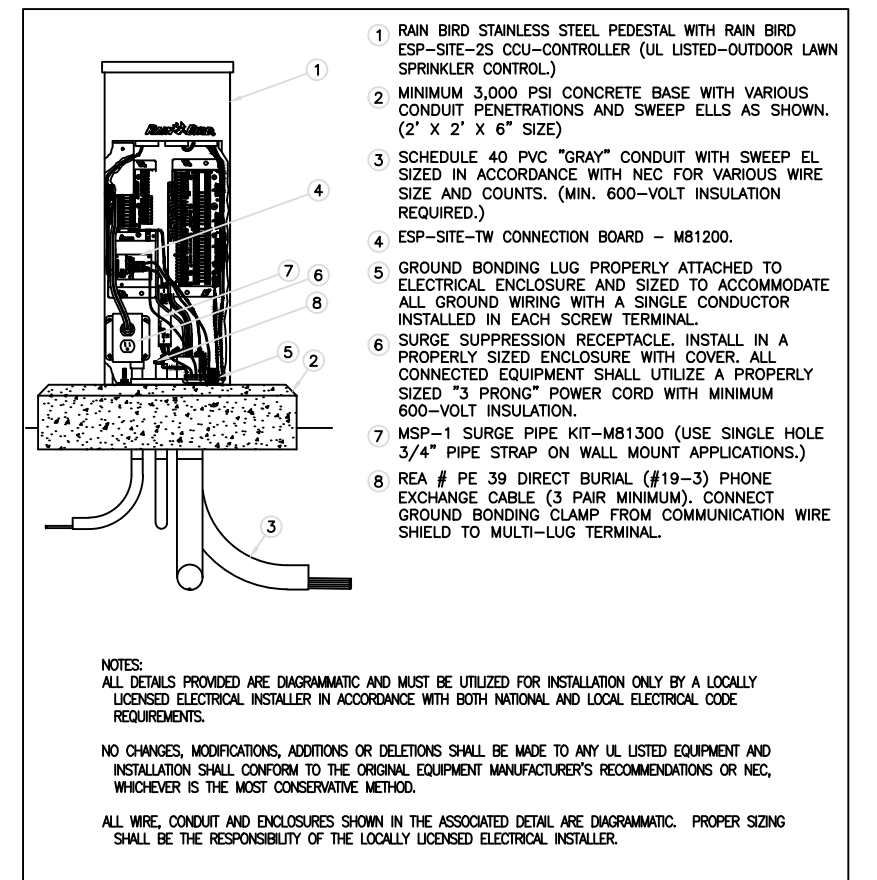 1 RAIN BIRD STAINLESS STEEL PEDESTAL WITH RAIN BIRD
ESP-SITE-2S CCU-CONTROLLER (UL LISTED-OUTDOOR LAWN
SPRINKLER CONTROL.)
2 MINIMUM 3,000 PSI CONCRETE BASE WITH VARIOUS
CONDUIT PENETRATIONS AND SWEEP ELLS AS SHOWN.
(2' X 2' X 6" SIZE)
3 SCHEDULE 40 PVC "GRAY" CONDUIT WITH SWEEP EL
SIZED IN ACCORDANCE WITH NEC FOR VARIOUS WIRE
SIZE AND COUNTS. (MIN. 600-VOLT INSULATION
REQUIRED.)
4 ESP-SITE-TW CONNECTION BOARD - M81200.
5 GROUND BONDING LUG PROPERLY ATTACHED TO
ELECTRICAL ENCLOSURE AND SIZED TO ACCOMMODATE
ALL GROUND WIRING WITH A SINGLE CONDUCTOR
INSTALLED IN EACH SCREW TERMINAL.
6 SURGE SUPPRESSION RECEPTACLE. INSTALL IN A
PROPERLY SIZED ENCLOSURE WITH COVER. ALL
CONNECTED EQUIPMENT SHALL UTILIZE A PROPERLY
SIZED "3 PRONG" POWER CORD WITH MINIMUM
600-VOLT INSULATION.
7 MSP-1 SURGE PIPE KIT-M81300 (USE SINGLE HOLE
3/4" PIPE STRAP ON WALL MOUNT APPLICATIONS.)
8 REA # PE 39 DIRECT BURIAL (#19-3) PHONE
EXCHANGE CABLE (3 PAIR MINIMUM). CONNECT
GROUND BONDING CLAMP FROM COMMUNICATION WIRE
SHIELD TO MULTI-LUG TERMINAL.
1
RAIN BIRD
4
7
6
8
5
2
3
NOTES:
ALL DETAILS PROVIDED ARE DIAGRAMMATIC AND MUST BE UTILIZED FOR INSTALLATION ONLY BY A LOCALLY
LICENSED ELECTRICAL INSTALLER IN ACCORDANCE WITH BOTH NATIONAL AND LOCAL ELECTRICAL CODE
REQUIREMENTS.
NO CHANGES, MODIFICATIONS, ADDITIONS OR DELETIONS SHALL BE MADE TO ANY UL LISTED EQUIPMENT AND
INSTALLATION SHALL CONFORM TO THE ORIGINAL EQUIPMENT MANUFACTURER'S RECOMMENDATIONS OR NEC,
WHICHEVER IS THE MOST CONSERVATIVE METHOD.
ALL WIRE, CONDUIT AND ENCLOSURES SHOWN IN THE ASSOCIATED DETAIL ARE DIAGRAMMATIC. PROPER SIZING
SHALL BE THE RESPONSIBILITY OF THE LOCALLY LICENSED ELECTRICAL INSTALLER.